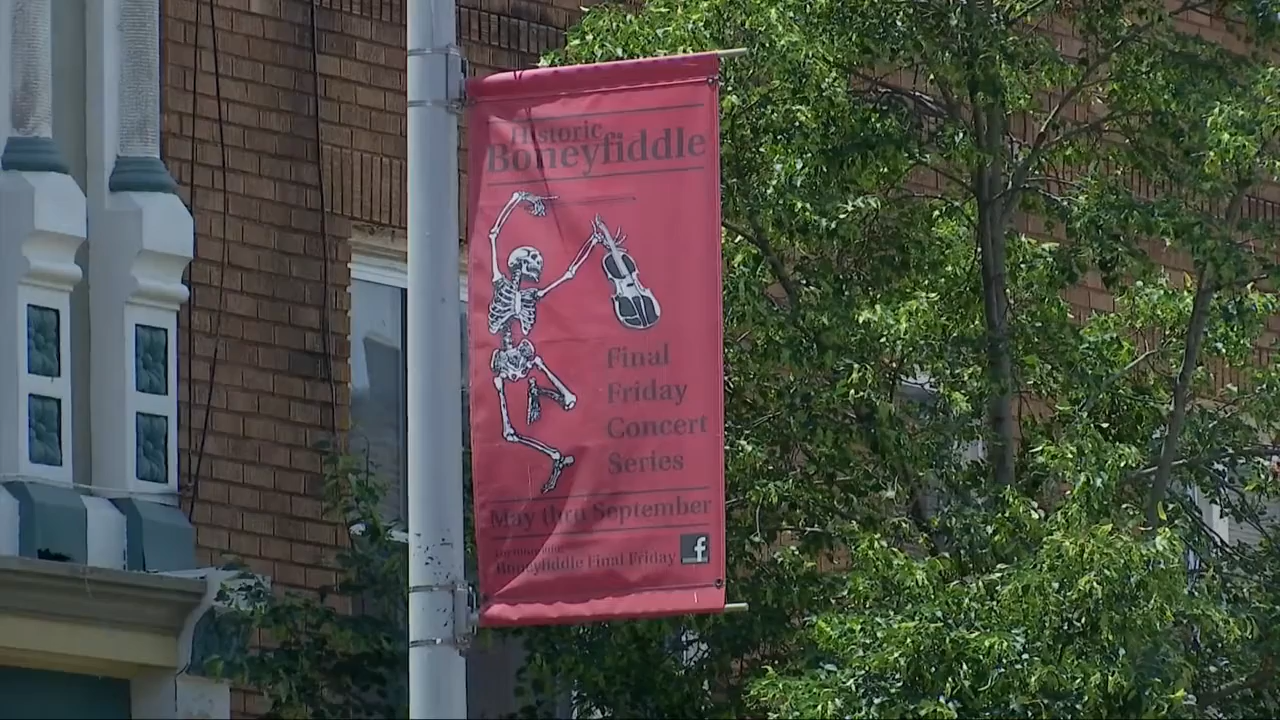 Historic
Boneyfiddle
Final
Friday
Concert
Series
May thru September
Boneyfiddle Final Friday f